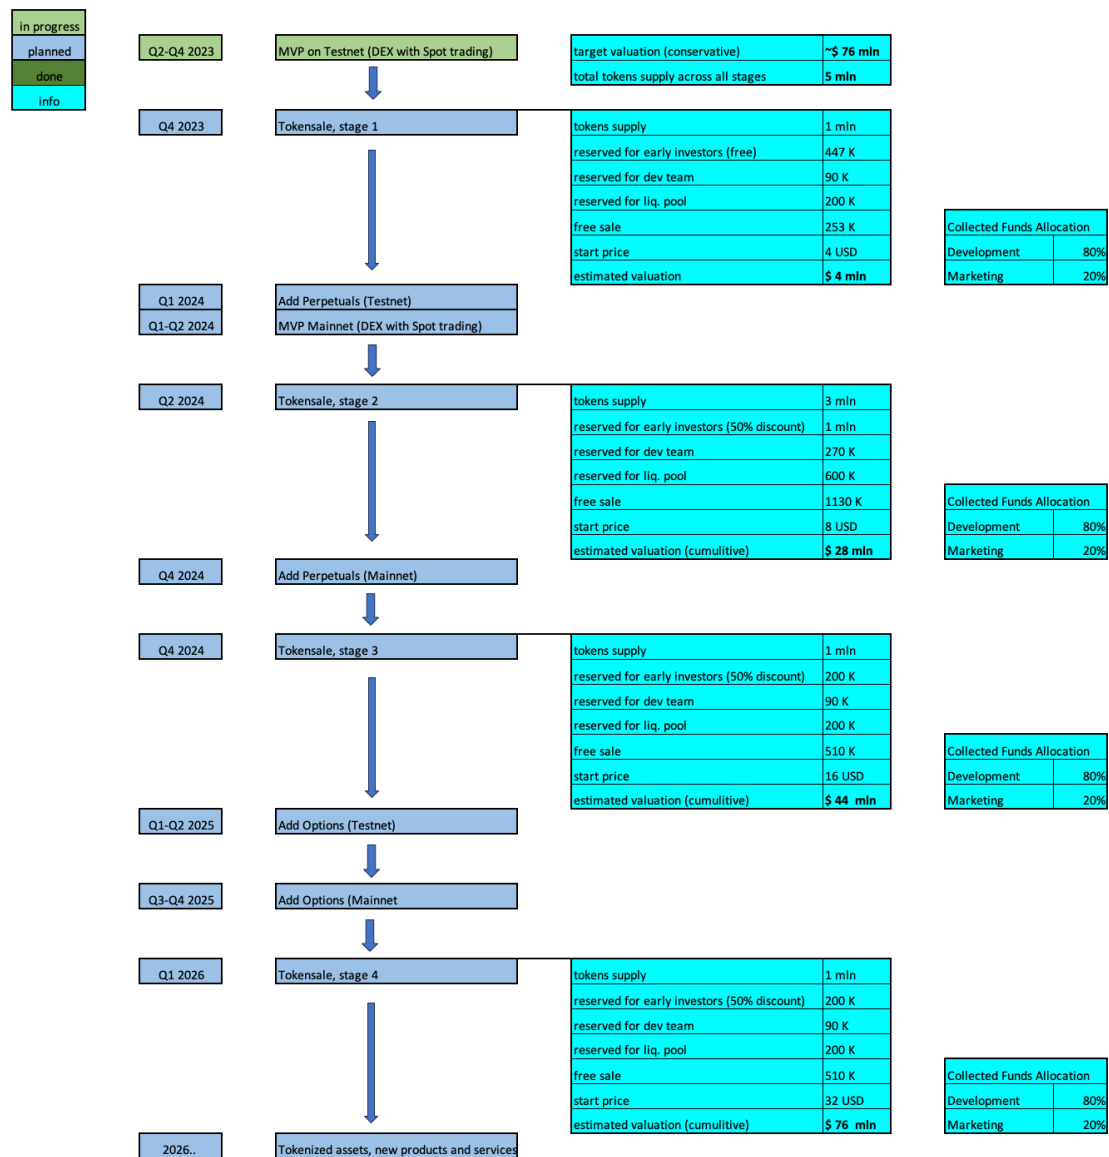 in progress
planned
done
info
Q2-Q4 2023 MVP on Testnet (DEX with Spot trading)
target valuation (conservative) ~$ 76 mln
total tokens supply across all stages 5 mln
Q4 2023 Tokensale, stage 1
tokens supply 1 mln
reserved for early investors (free) 447 K
reserved for dev team 90 K
reserved for liq. pool 200 K
free sale 253 K
start price 4 USD
estimated valuation $ 4 mln
Collected Funds Allocation
Development 80%
Marketing 20%
Q1 2024 Add Perpetuals (Testnet)
Q1-Q2 2024 MVP Mainnet (DEX with Spot trading)
Q2 2024 Tokensale, stage 2
tokens supply 3 mln
reserved for early investors (50% discount) 1 mln
reserved for dev team 270 K
reserved for liq. pool 600 K
free sale 1130 K
start price 8 USD
estimated valuation (cumulitive) $ 28 mln
Collected Funds Allocation
Development 80%
Marketing 20%
Q4 2024 Add Perpetuals (Mainnet)
Q4 2024 Tokensale, stage 3
tokens supply 1 mln
reserved for early investors (50% discount) 200 K
reserved for dev team 90 K
reserved for liq. pool 200 K
free sale 510 K
start price 16 USD
estimated valuation (cumulitive) $ 44 mln
Collected Funds Allocation
Development 80%
Marketing 20%
Q1-Q2 2025 Add Options (Testnet)
Q3-Q4 2025 Add Options (Mainnet
Q1 2026 Tokensale, stage 4
tokens supply 1 mln
reserved for early investors (50% discount) 200 K
reserved for dev team 90 K
reserved for liq. pool 200 K
free sale 510 K
start price 32 USD
estimated valuation (cumulitive) $ 76 mln
Collected Funds Allocation
Development 80%
Marketing 20%
2026.. Tokenized assets, new products and services